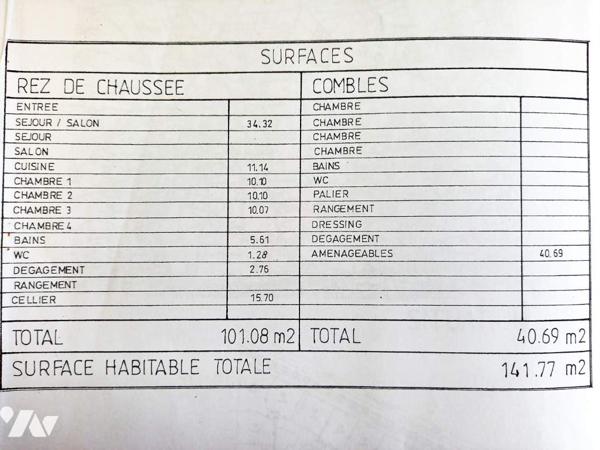 SURFACES
REZ DE CHAUSSEE COMBLES
ENTREE CHAMBRE
SEJOUR / SALON 34.32 CHAMBRE
SEJOUR CHAMBRE
SALON CHAMBRE
CUISINE 11.14 BAINS
CHAMBRE 1 10.10 WC
CHAMBRE 2 10.10 PALIER
CHAMBRE 3 10.07 RANGEMENT
CHAMBRE 4 DRESSING
BAINS 5.61 DEGAGEMENT
WC 1.28 AMENAGEABLES 40.69
DEGAGEMENT 2.76
RANGEMENT
CELLIER 15.70
TOTAL 101.08 m2 TOTAL 40.69 m2
SURFACE HABITABLE TOTALE 141.77 m2